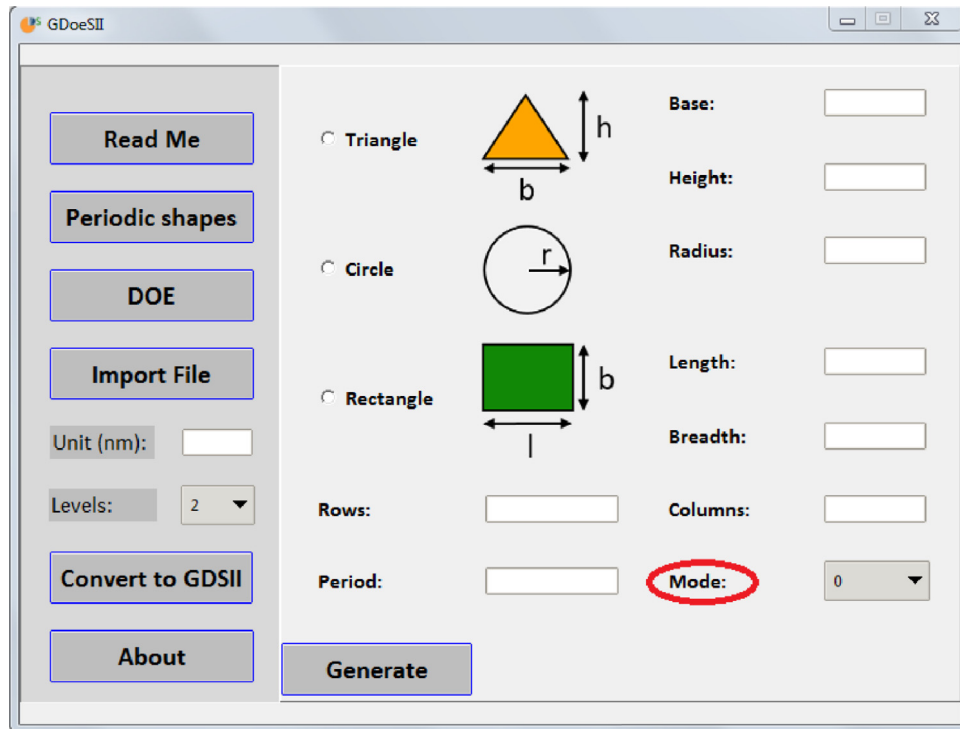 GDoeSII
Read Me
Periodic shapes
DOE
Import File
Unit (nm):
Levels: 2
Convert to GDSII
About
Triangle
h
b
Circle
r
Rectangle
b
l
Base:
Height:
Radius:
Length:
Breadth:
Rows:
Columns:
Period:
Mode: 0
Generate